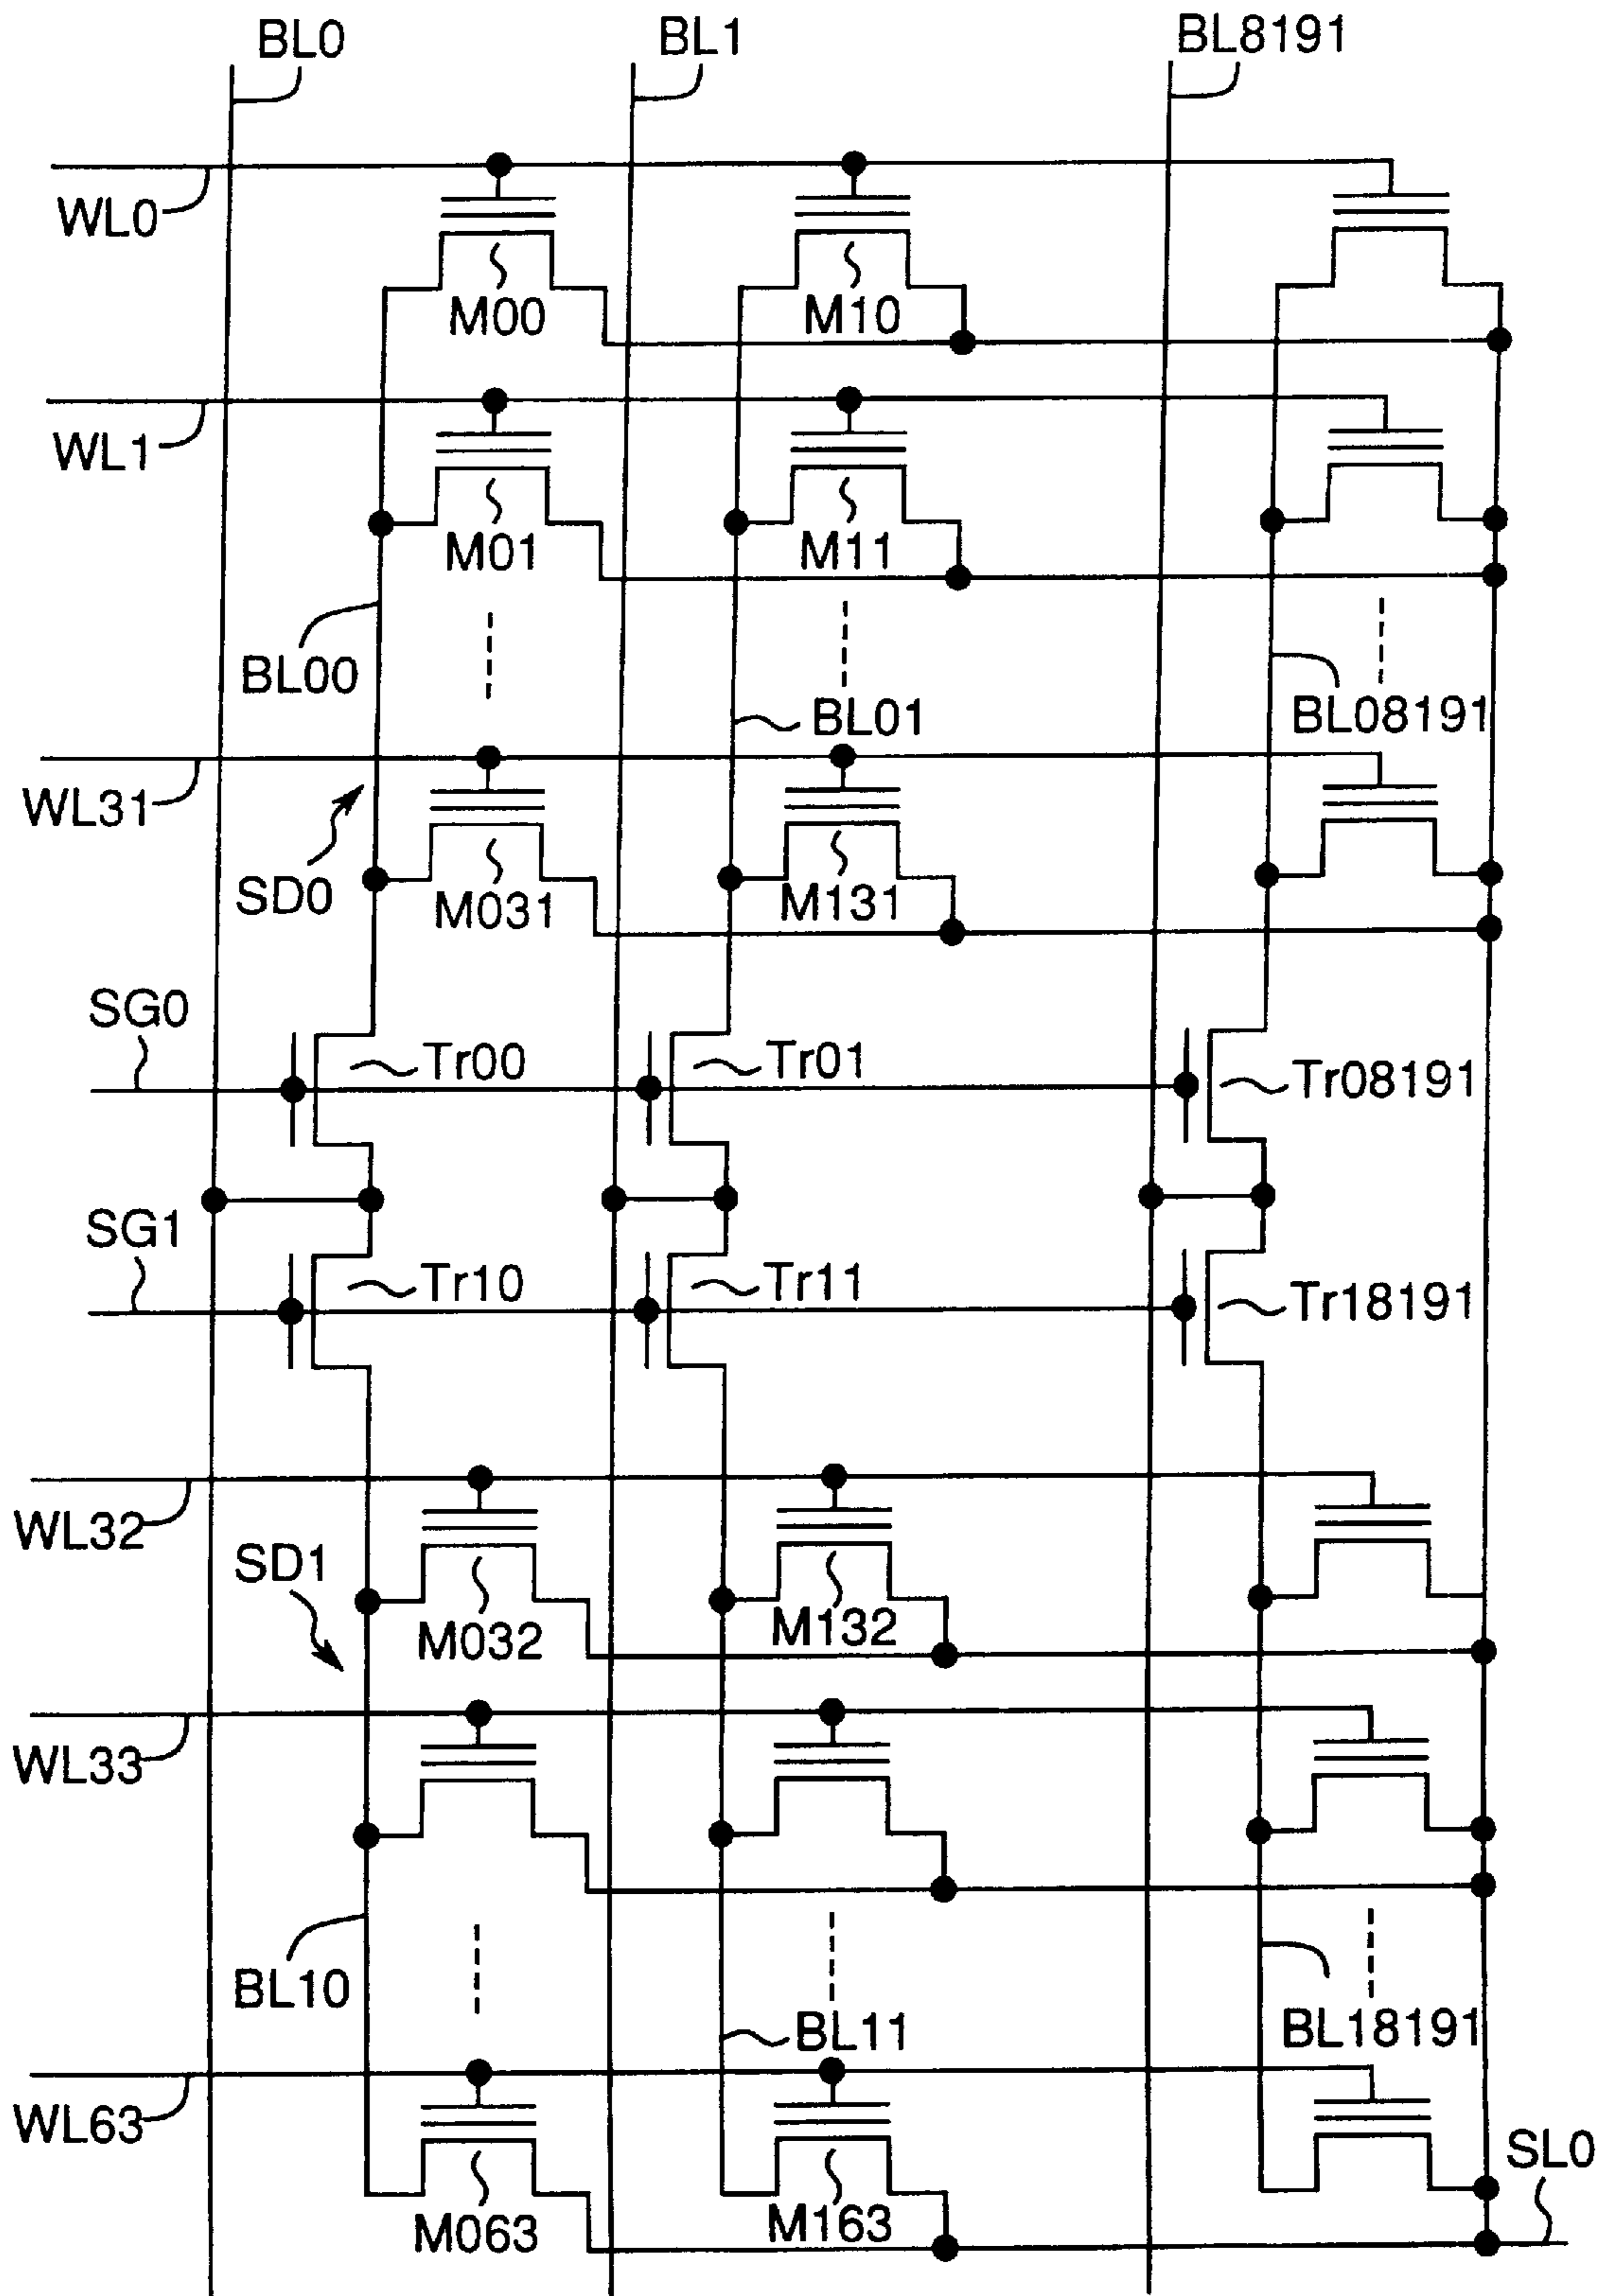 BL0
BL1
BL8191
WL0
M00
M10
WL1
M01
M11
BL00
BL01
BL08191
WL31
SD0
M031
M131
SG0
Tr00
Tr01
Tr08191
SG1
Tr10
Tr11
Tr18191
WL32
SD1
M032
M132
WL33
BL10
BL11
BL18191
WL63
M063
M163
SL0